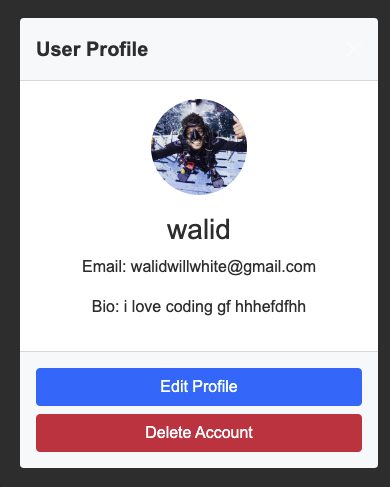 User Profile
walid
Email: walidwillwhite@gmail.com
Bio: i love coding gf hhhefdfhh
Edit Profile
Delete Account